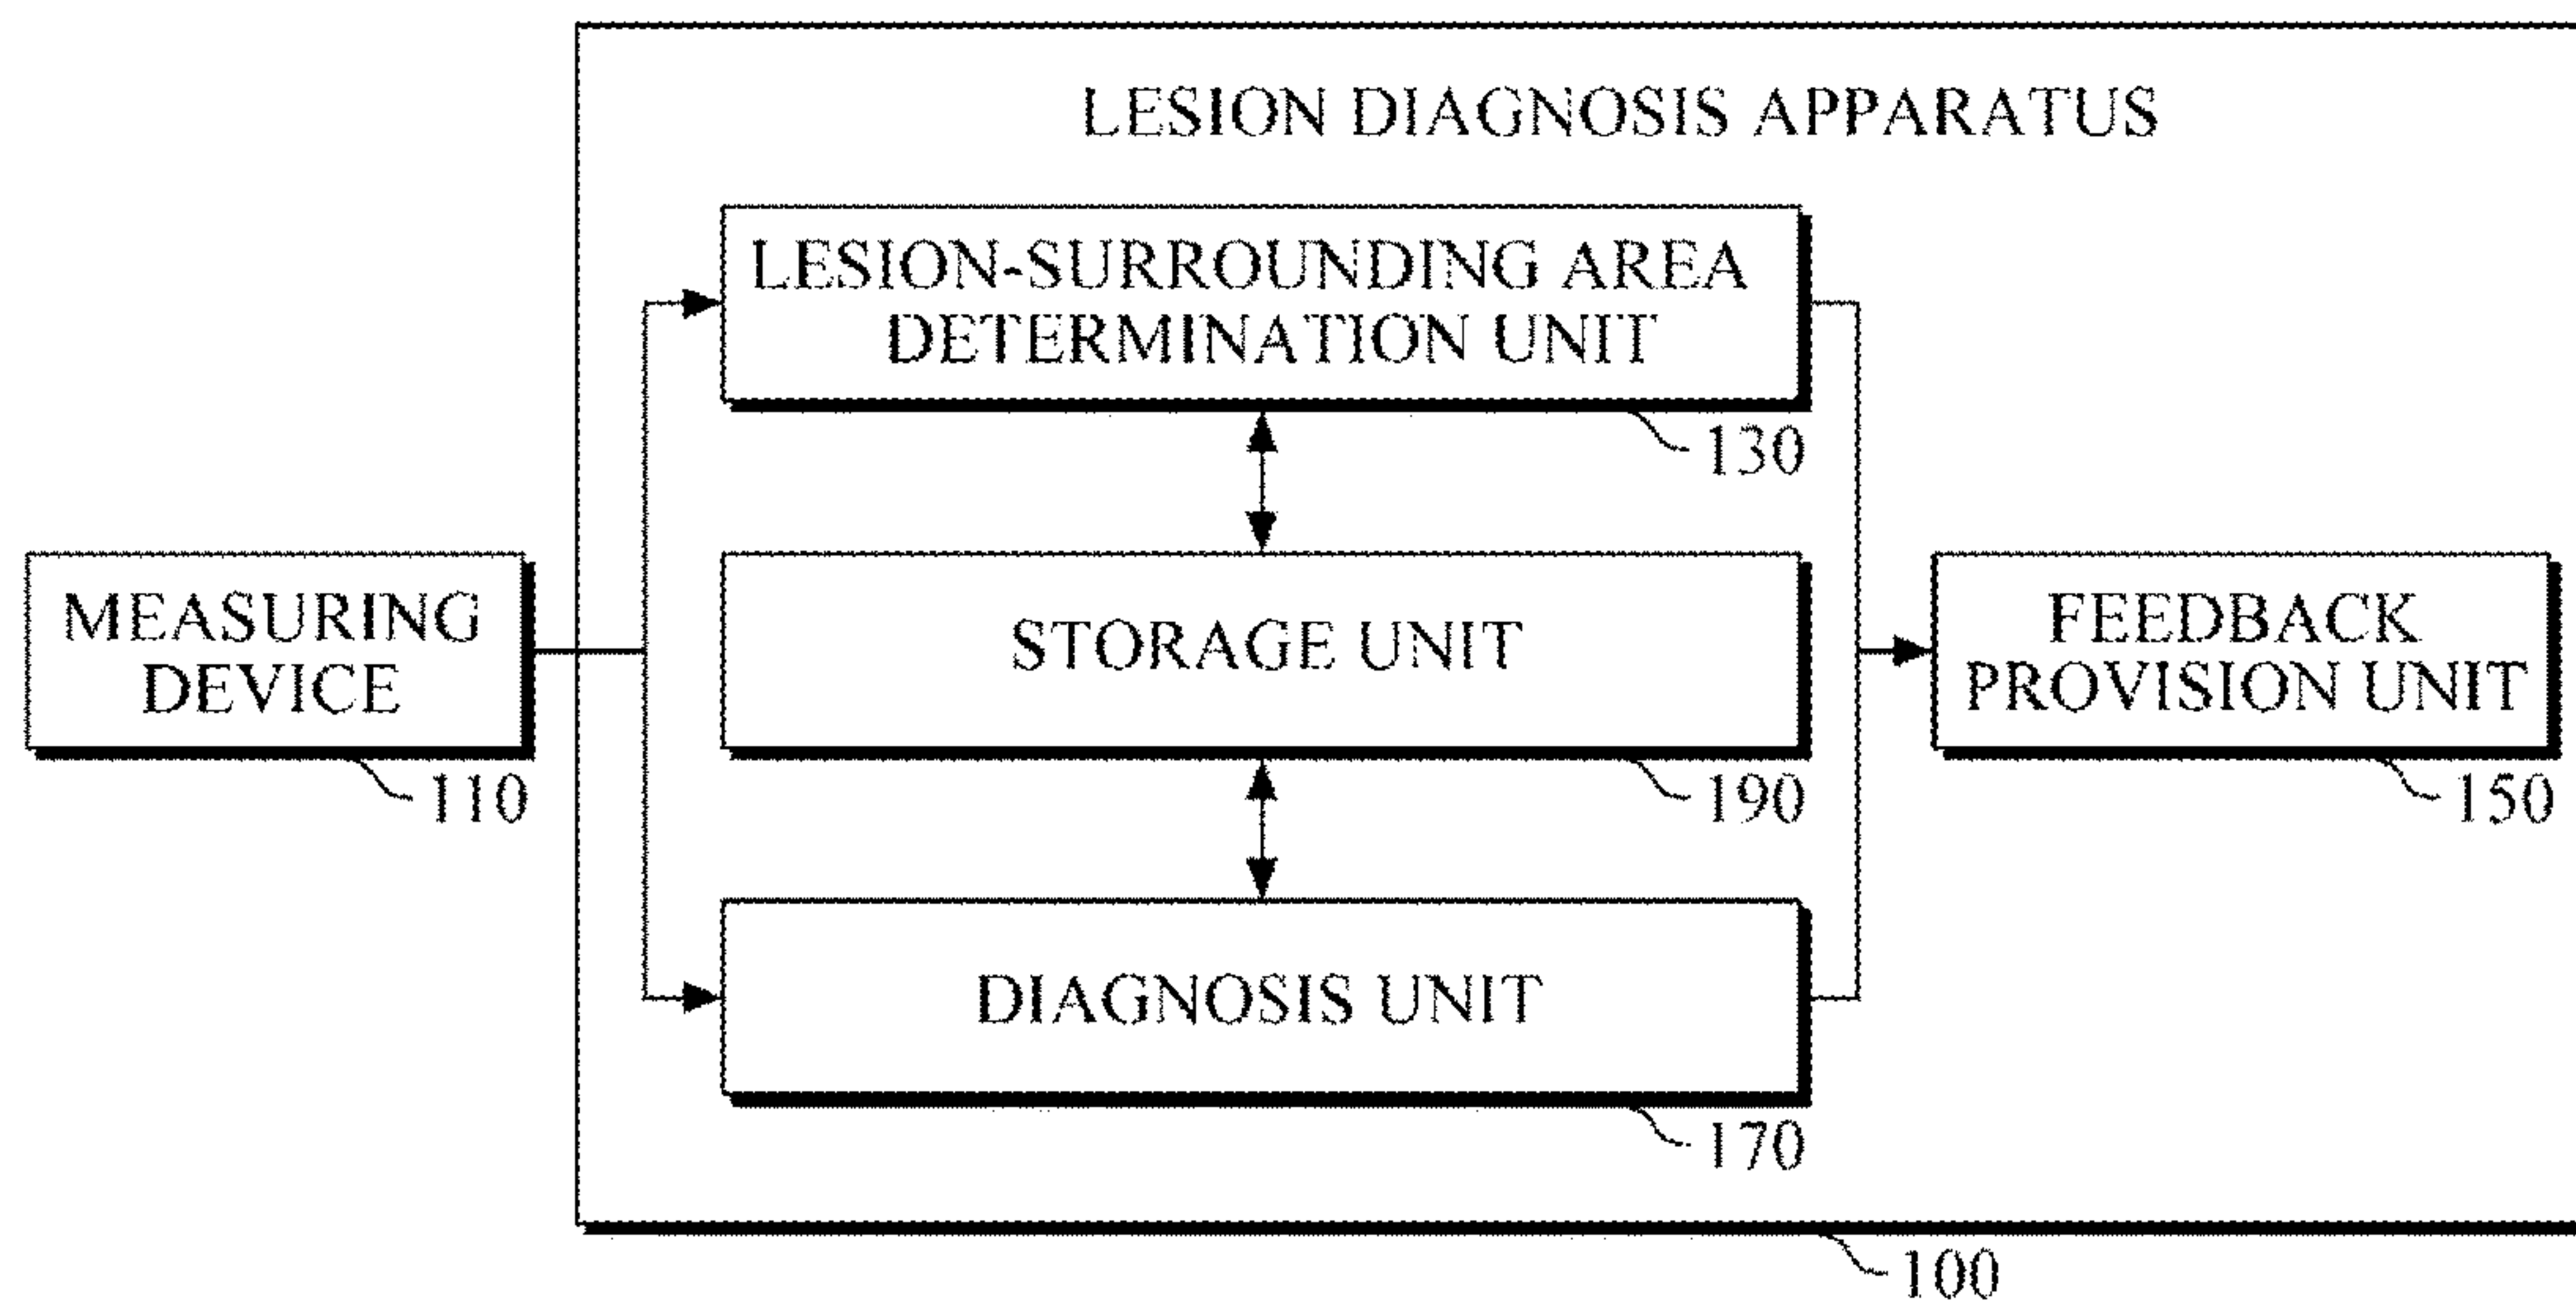 LESION DIAGNOSIS APPARATUS
LESION-SURROUNDING AREA
DETERMINATION UNIT
130
MEASURING
DEVICE
110
STORAGE UNIT
190
FEEDBACK
PROVISION UNIT
150
DIAGNOSIS UNIT
170
100